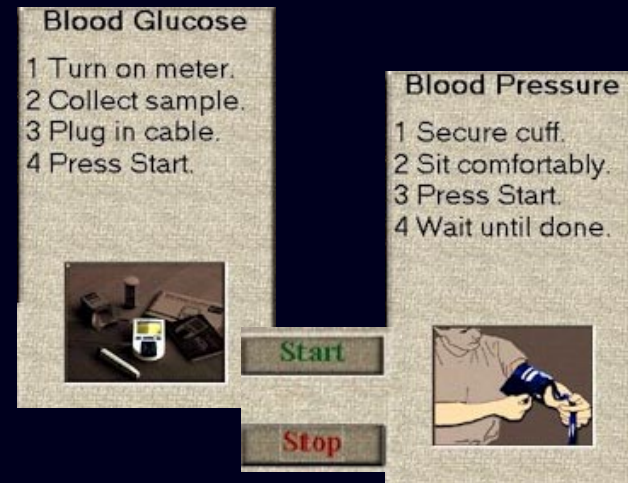 Blood Glucose
1 Turn on meter.
2 Collect sample.
3 Plug in cable.
4 Press Start.
Blood Pressure
1 Secure cuff.
2 Sit comfortably.
3 Press Start.
4 Wait until done.
Start
Stop